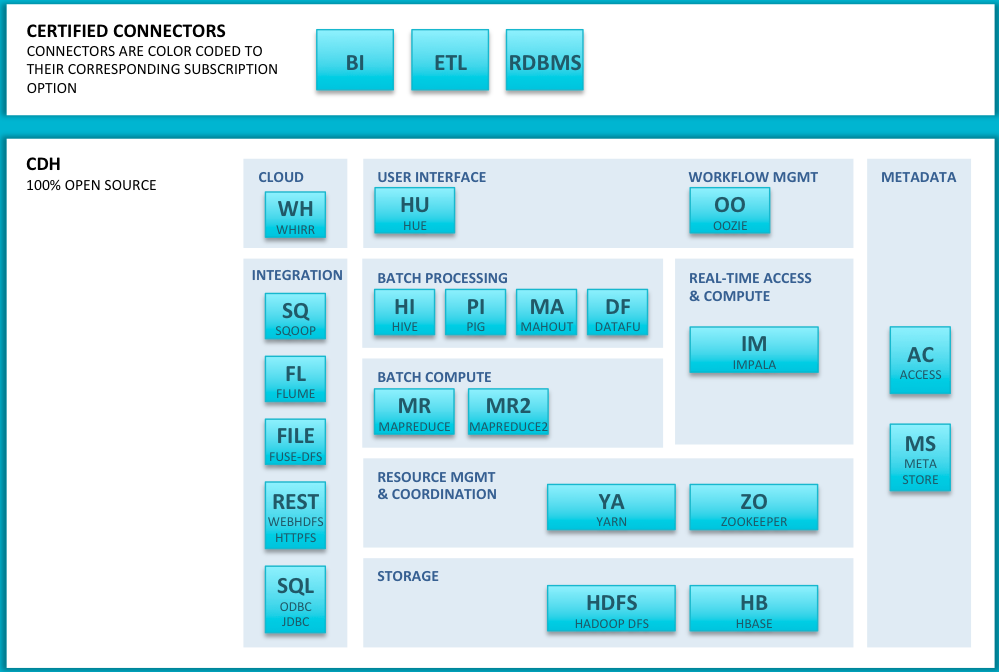 CERTIFIED CONNECTORS
CONNECTORS ARE COLOR CODED TO
THEIR CORRESPONDING SUBSCRIPTION
OPTION
BI
ETL
RDBMS
CDH
100% OPEN SOURCE
CLOUD
WH
WHIRR
INTEGRATION
SQ
SQOOP
FL
FLUME
FILE
FUSE-DFS
REST
WEBHDFS
HTTPFS
SQL
ODBC
JDBC
USER INTERFACE
HU
HUE
WORKFLOW MGMT
OO
OOZIE
BATCH PROCESSING
HI
HIVE
PI
PIG
MA
MAHOUT
DF
DATAFU
REAL-TIME ACCESS
& COMPUTE
IM
IMPALA
BATCH COMPUTE
MR
MAPREDUCE
MR2
MAPREDUCE2
RESOURCE MGMT
& COORDINATION
YA
YARN
ZO
ZOOKEEPER
STORAGE
HDFS
HADOOP DFS
HB
HBASE
METADATA
AC
ACCESS
MS
META
STORE